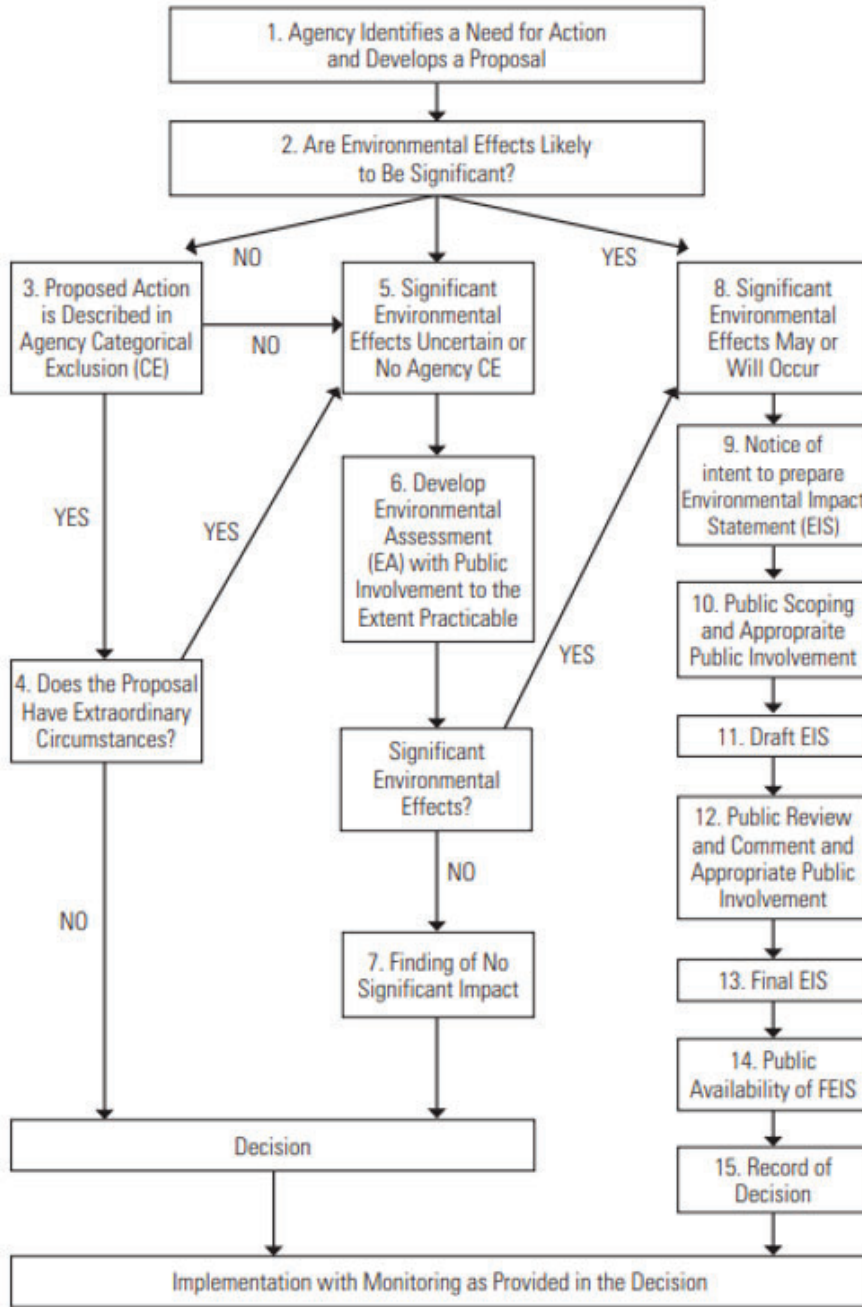 1. Agency Identifies a Need for Action
and Develops a Proposal
2. Are Environmental Effects Likely
to Be Significant?
NO
YES
3. Proposed Action
is Described in
Agency Categorical
Exclusion (CE)
NO
5. Significant
Environmental
Effects Uncertain or
No Agency CE
8. Significant
Environmental
Effects May or
Will Occur
YES
YES
6. Develop
Environmental
Assessment
(EA) with Public
Involvement to the
Extent Practicable
9. Notice of
intent to prepare
Environmental Impact
Statement (EIS)
10. Public Scoping
and Appropraite
Public Involvement
YES
4. Does the Proposal
Have Extraordinary
Circumstances?
Significant
Environmental
Effects?
11. Draft EIS
12. Public Review
and Comment and
Appropriate Public
Involvement
NO
NO
7. Finding of No
Significant Impact
13. Final EIS
14. Public
Availability of FEIS
Decision
15. Record of
Decision
Implementation with Monitoring as Provided in the Decision